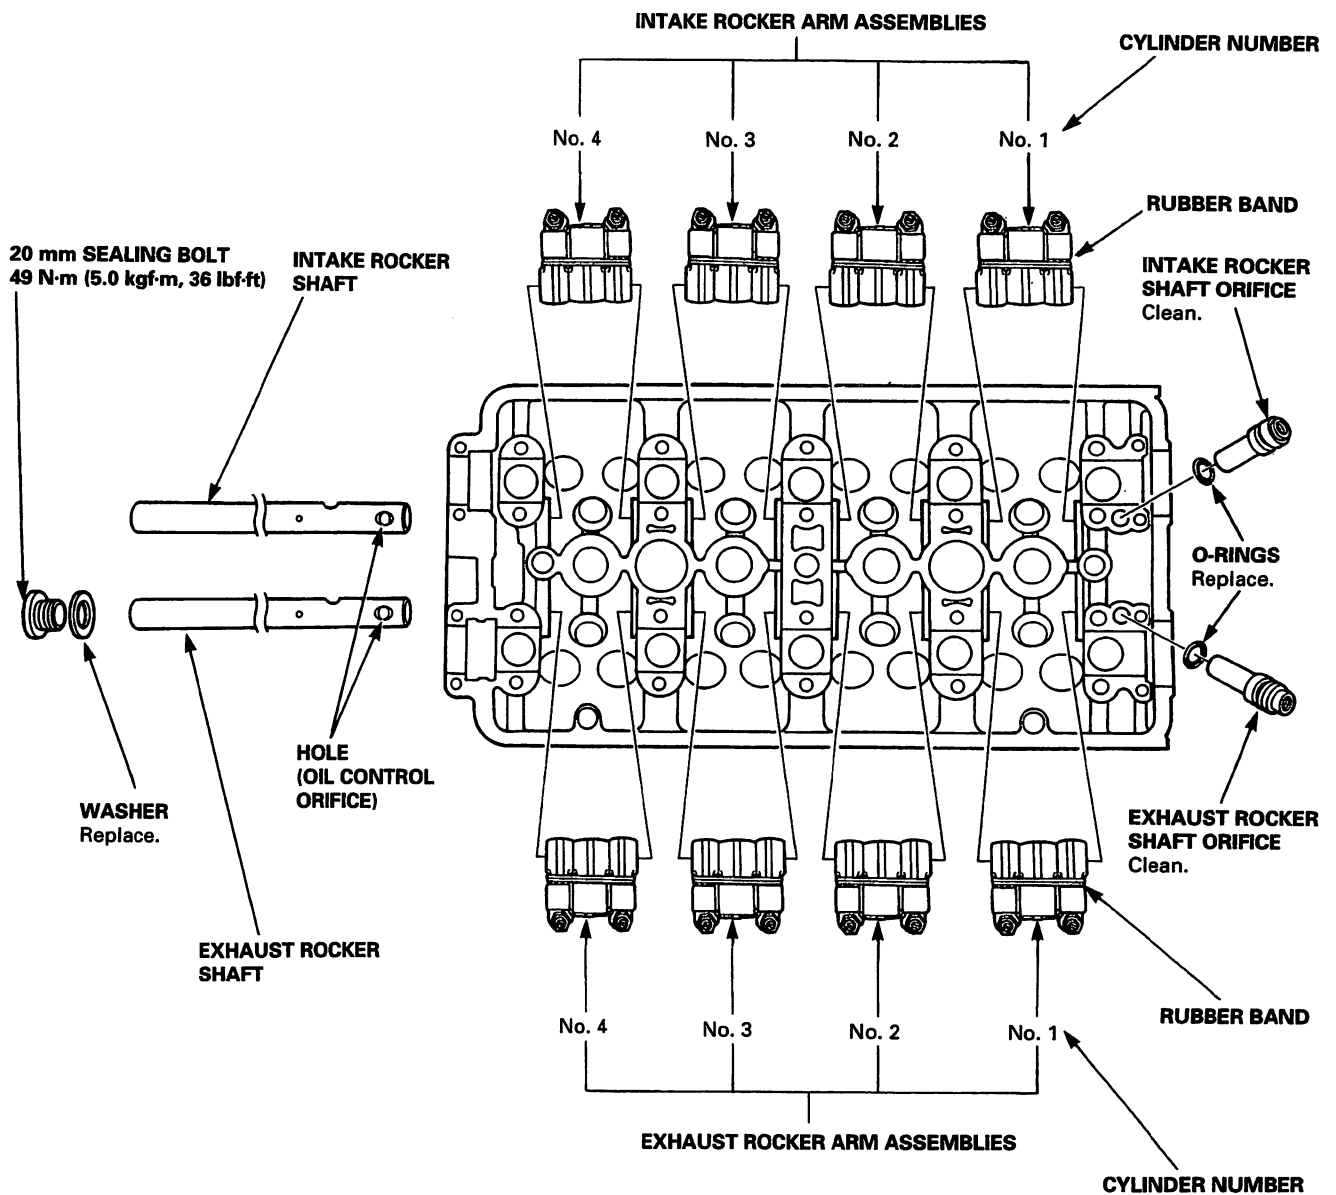 INTAKE ROCKER ARM ASSEMBLIES
CYLINDER NUMBER
No. 4
No. 3
No. 2
No. 1
RUBBER BAND
20 mm SEALING BOLT
49 N·m (5.0 kgf·m, 36 lbf·ft)
INTAKE ROCKER
SHAFT
INTAKE ROCKER
SHAFT ORIFICE
Clean.
O-RINGS
Replace.
HOLE
(OIL CONTROL
ORIFICE)
WASHER
Replace.
EXHAUST ROCKER
SHAFT ORIFICE
Clean.
EXHAUST ROCKER
SHAFT
RUBBER BAND
No. 4
No. 3
No. 2
No. 1
EXHAUST ROCKER ARM ASSEMBLIES
CYLINDER NUMBER